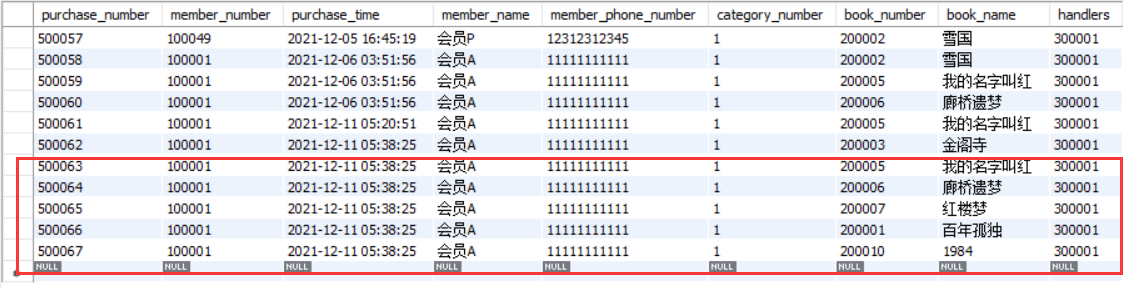 purchase_number member_number purchase_time member_name member_phone_number category_number book_number book_name handlers
500057 100049 2021-12-05 16:45:19 会员P 12312312345 1 200002 雪国 300001
500058 100001 2021-12-06 03:51:56 会员A 11111111111 1 200002 雪国 300001
500059 100001 2021-12-06 03:51:56 会员A 11111111111 1 200005 我的名字叫红 300001
500060 100001 2021-12-06 03:51:56 会员A 11111111111 1 200006 廊桥遗梦 300001
500061 100001 2021-12-11 05:20:51 会员A 11111111111 1 200005 我的名字叫红 300001
500062 100001 2021-12-11 05:38:25 会员A 11111111111 1 200003 金阁寺 300001
500063 100001 2021-12-11 05:38:25 会员A 11111111111 1 200005 我的名字叫红 300001
500064 100001 2021-12-11 05:38:25 会员A 11111111111 1 200006 廊桥遗梦 300001
500065 100001 2021-12-11 05:38:25 会员A 11111111111 1 200007 红楼梦 300001
500066 100001 2021-12-11 05:38:25 会员A 11111111111 1 200001 百年孤独 300001
500067 100001 2021-12-11 05:38:25 会员A 11111111111 1 200010 1984 300001
NULL NULL NULL NULL NULL NULL NULL NULL NULL